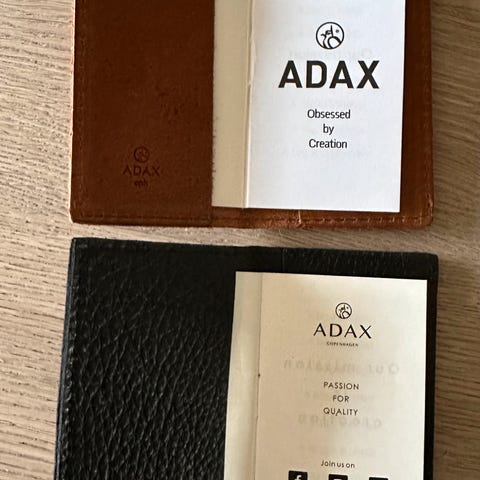 ADAX
Obsessed
by
Creation
ADAX
ADAX
COPENHAGEN
PASSION
FOR
QUALITY
Join us on